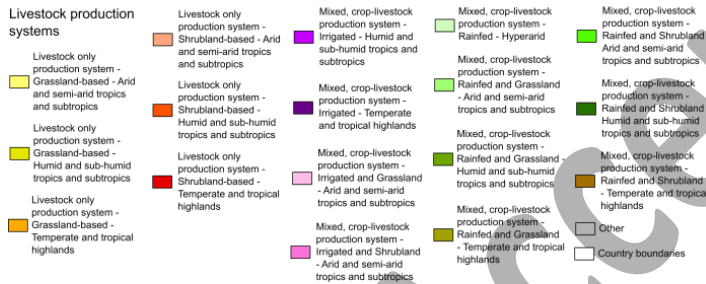 Livestock production
systems
Livestock only
production system -
Grassland-based - Arid
and semi-arid tropics
and subtropics
Livestock only
production system -
Grassland-based -
Humid and sub-humid
tropics and subtropics
Livestock only
production system -
Grassland-based -
Temperate and tropical
highlands
Livestock only
production system -
Shrubland-based - Arid
and semi-arid tropics
and subtropics
Livestock only
production system -
Shrubland-based -
Humid and sub-humid
tropics and subtropics
Livestock only
production system -
Shrubland-based -
Temperate and tropical
highlands
Mixed, crop-livestock
production system -
Irrigated - Humid and
sub-humid tropics and
subtropics
Mixed, crop-livestock
production system -
Irrigated - Temperate
and tropical highlands
Mixed, crop-livestock
production system -
Irrigated and Grassland
- Arid and semi-arid
tropics and subtropics
Mixed, crop-livestock
production system -
Irrigated and Shrubland
- Arid and semi-arid
tropics and subtropics
Mixed, crop-livestock
production system -
Rainfed - Hyperarid
Mixed, crop-livestock
production system -
Rainfed and Grassland
- Arid and semi-arid
tropics and subtropics
Mixed, crop-livestock
production system -
Rainfed and Grassland -
Humid and sub-humid
tropics and subtropics
Mixed, crop-livestock
production system -
Rainfed and Grassland
- Temperate and tropical
highlands
Mixed, crop-livestock
production system -
Rainfed and Shrubland
Arid and semi-arid
tropics and subtropics
Mixed, crop-livestock
production system -
Rainfed and Shrubland
Humid and sub-humid
tropics and subtropics
Mixed, crop-livestock
production system -
Rainfed and Shrubland
- Temperate and tropical
highlands
Other
Country boundaries